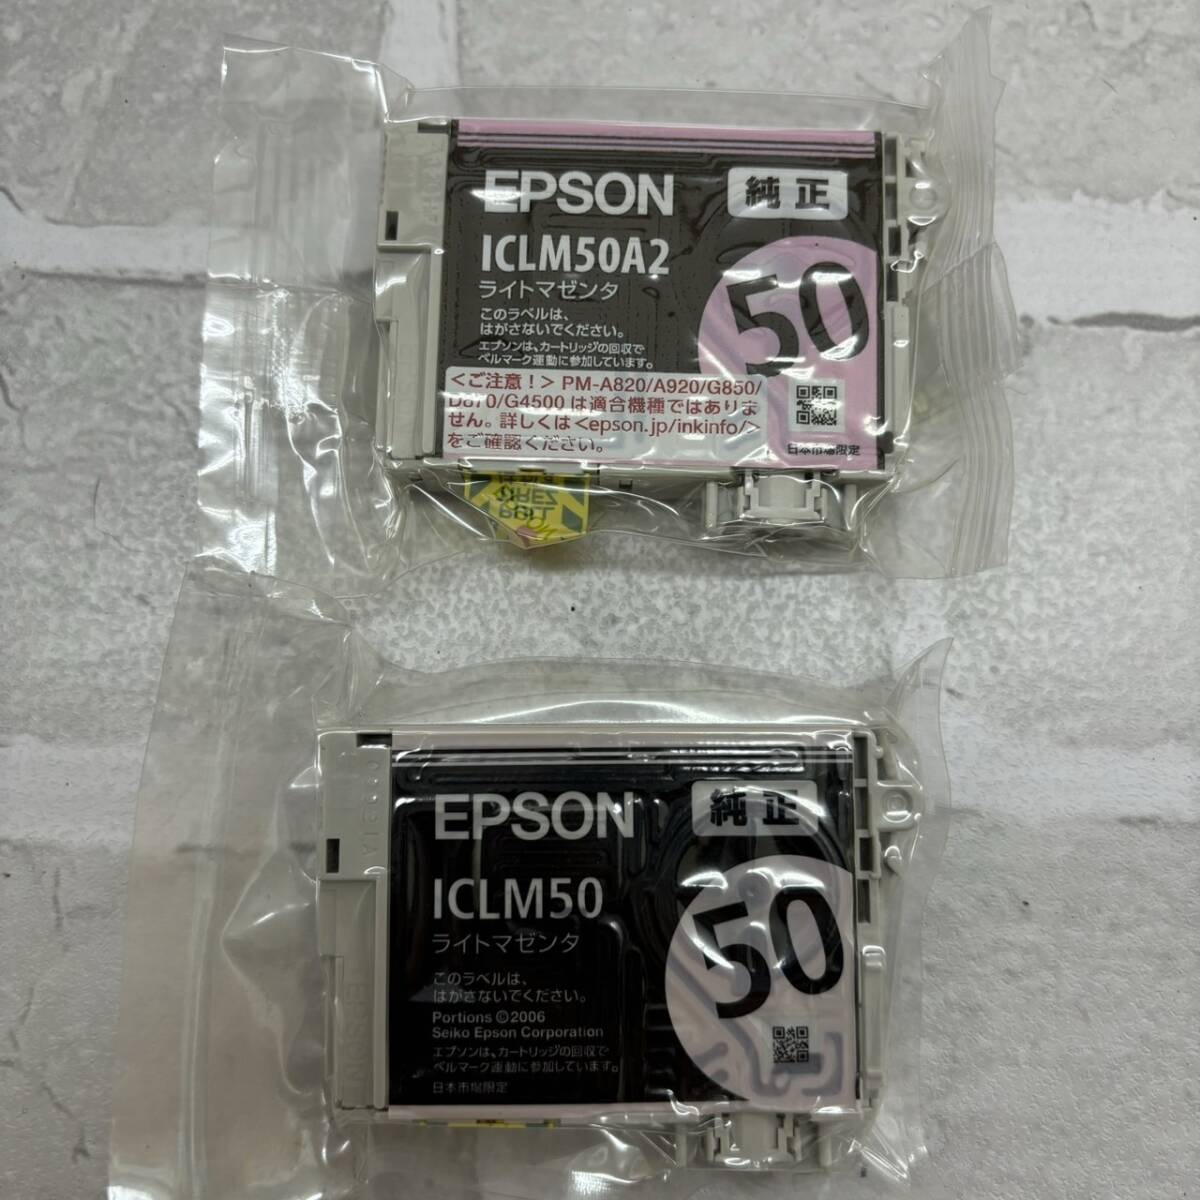 EPSON 純正
ICLM50A2
ライトマゼンタ
50
このラベルは、
はがさないでください。
エプソンは、カートリッジの回収で
ベルマーク運動に参加しています。
＜ご注意！＞ PM-A820/A920/G850/
D870/G4500 は適合機種ではありま
せん。詳しくは<epson.jp/inkinfo/>
をご確認ください。
日本市場限定
EPSON 純正
ICLM50
ライトマゼンタ
50
このラベルは、
はがさないでください。
Portions ©2006
Seiko Epson Corporation
エプソンは、カートリッジの回収で
ベルマーク運動に参加しています。
日本市場限定